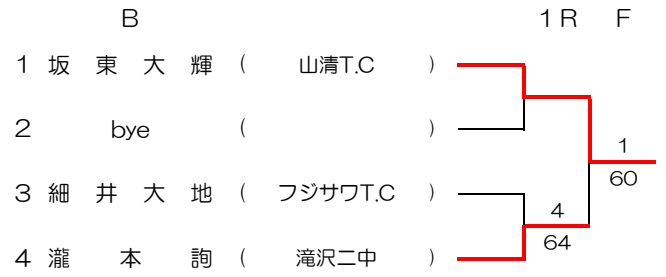 B 1R F
1 坂東大輝 ( 山清T.C )
2 bye ( )
1
60
3 細井大地 ( フジサワT.C )
4
64
4 瀧本詢 ( 滝沢二中 )